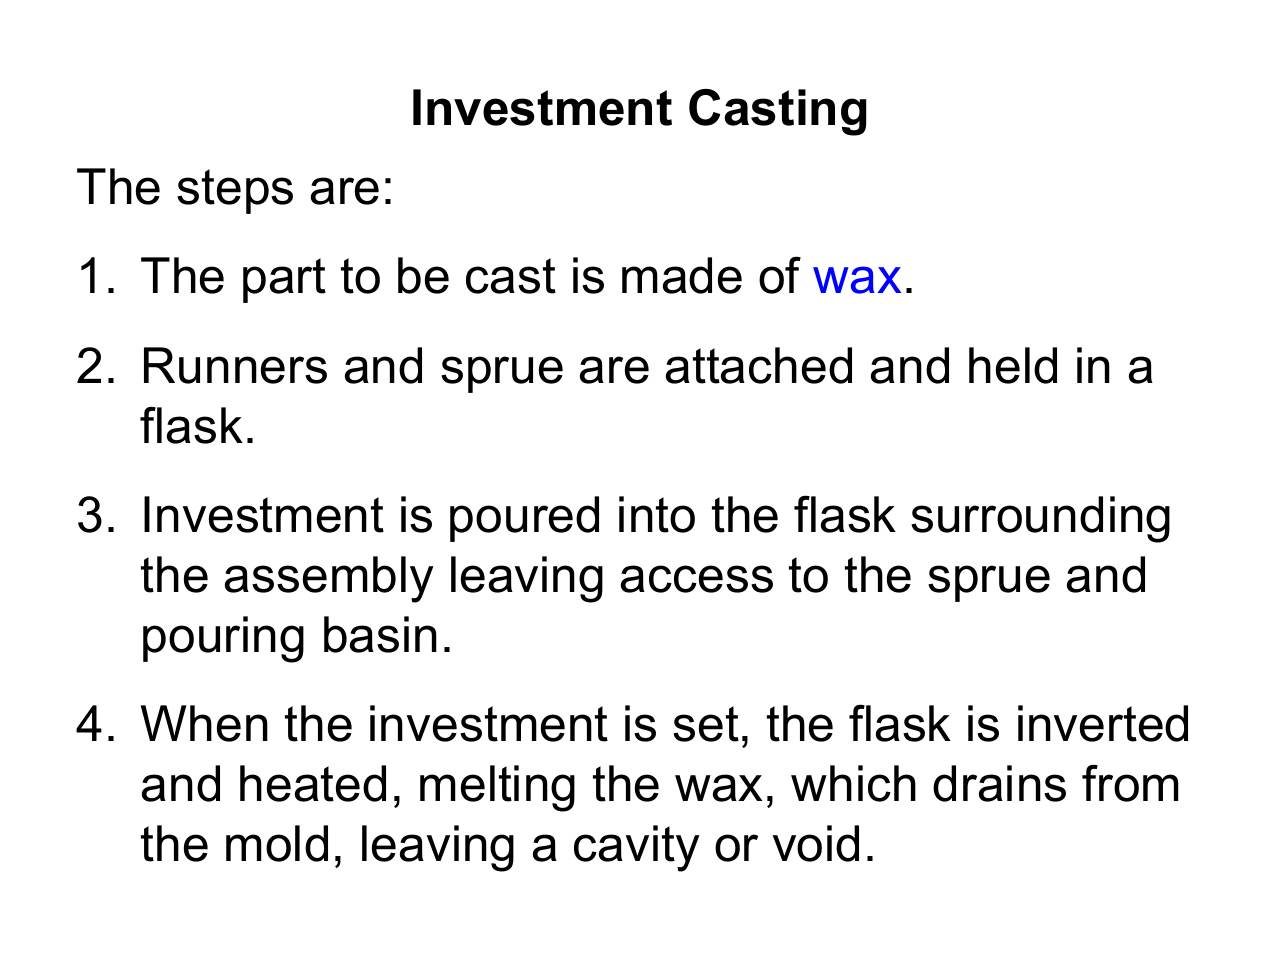 Investment Casting
The steps are:
1. The part to be cast is made of wax.
2. Runners and sprue are attached and held in a
flask.
3. Investment is poured into the flask surrounding
the assembly leaving access to the sprue and
pouring basin.
4. When the investment is set, the flask is inverted
and heated, melting the wax, which drains from
the mold, leaving a cavity or void.